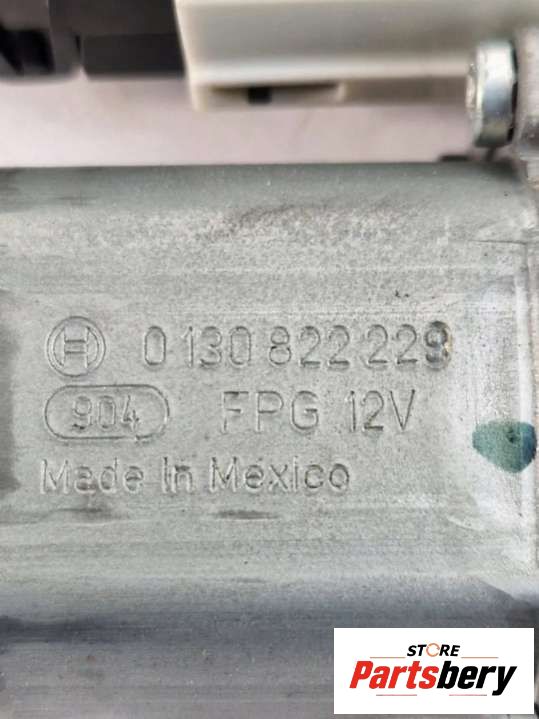 0 130 822 229
904 FPG 12V
Made In Mexico
STORE
Partsbery